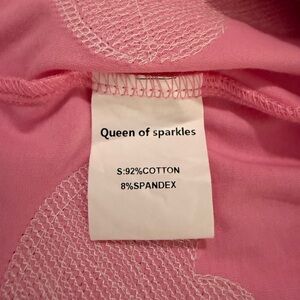 Queen of sparkles
S:92%COTTON
8%SPANDEX